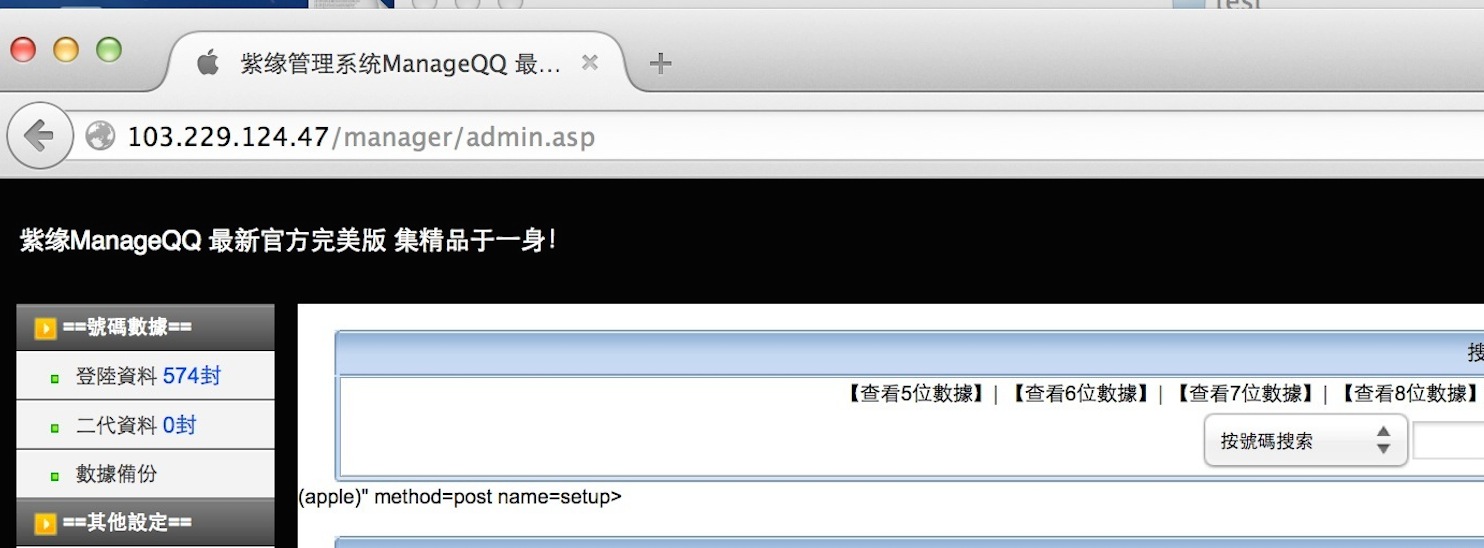 紫缘管理系统ManageQQ 最...
103.229.124.47/manager/admin.asp
紫缘ManageQQ 最新官方完美版 集精品于一身!
==號碼數據==
登陸資料 574封
二代資料 0封
數據備份
==其他設定==
【查看5位數據】| 【查看6位數據】| 【查看7位數據】| 【查看8位數據】
按號碼搜索
(apple)" method=post name=setup>